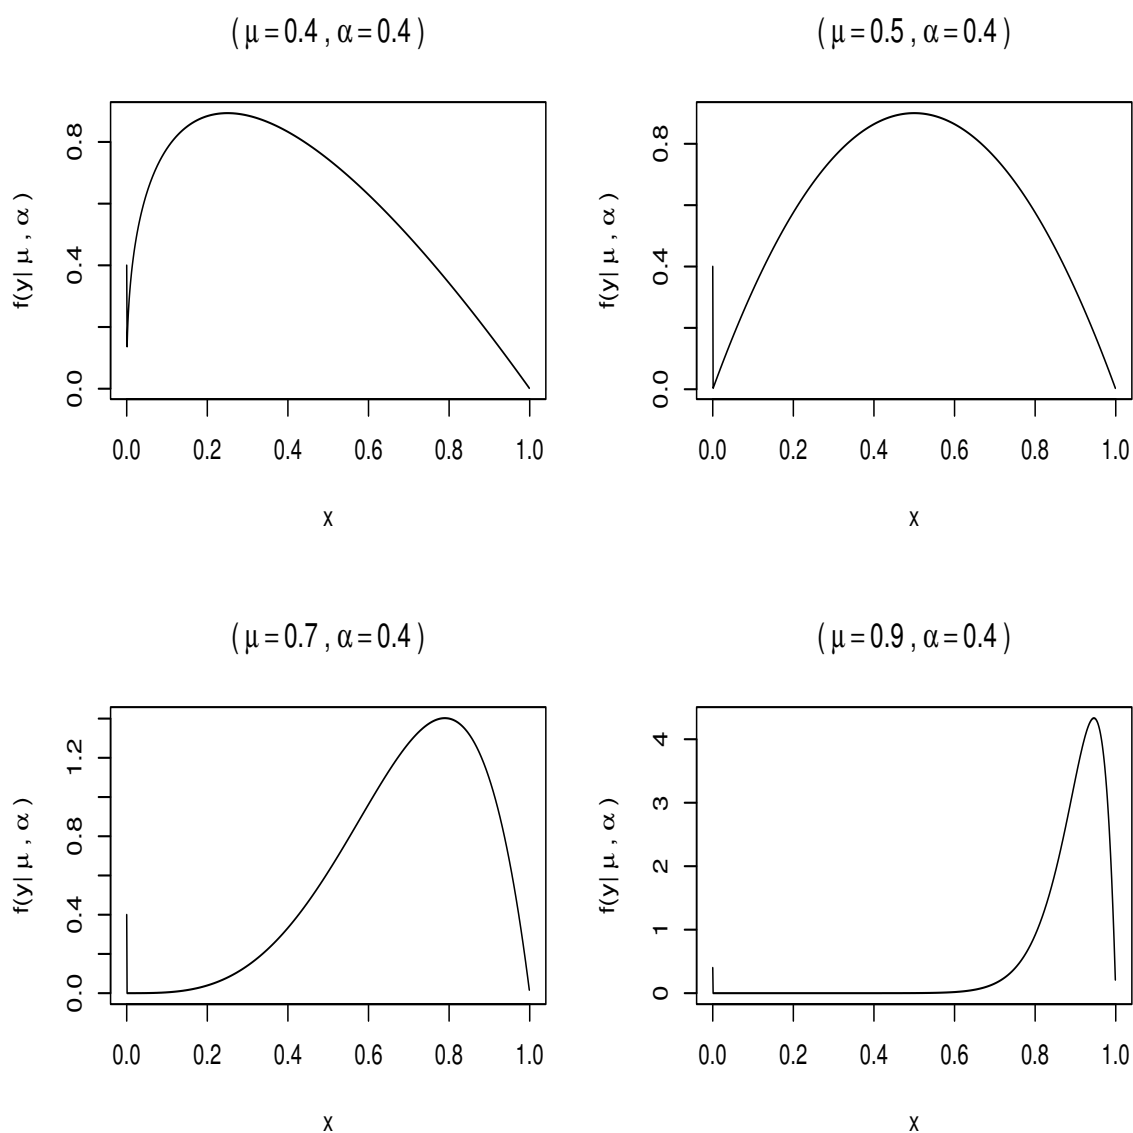 ( μ = 0.4 , α = 0.4 )
f(y| μ , α )
0.0 0.4 0.8
0.0 0.2 0.4 0.6 0.8 1.0
x
( μ = 0.5 , α = 0.4 )
f(y| μ , α )
0.0 0.4 0.8
0.0 0.2 0.4 0.6 0.8 1.0
x
( μ = 0.7 , α = 0.4 )
f(y| μ , α )
0.0 0.4 0.8 1.2
0.0 0.2 0.4 0.6 0.8 1.0
x
( μ = 0.9 , α = 0.4 )
f(y| μ , α )
0 1 2 3 4
0.0 0.2 0.4 0.6 0.8 1.0
x